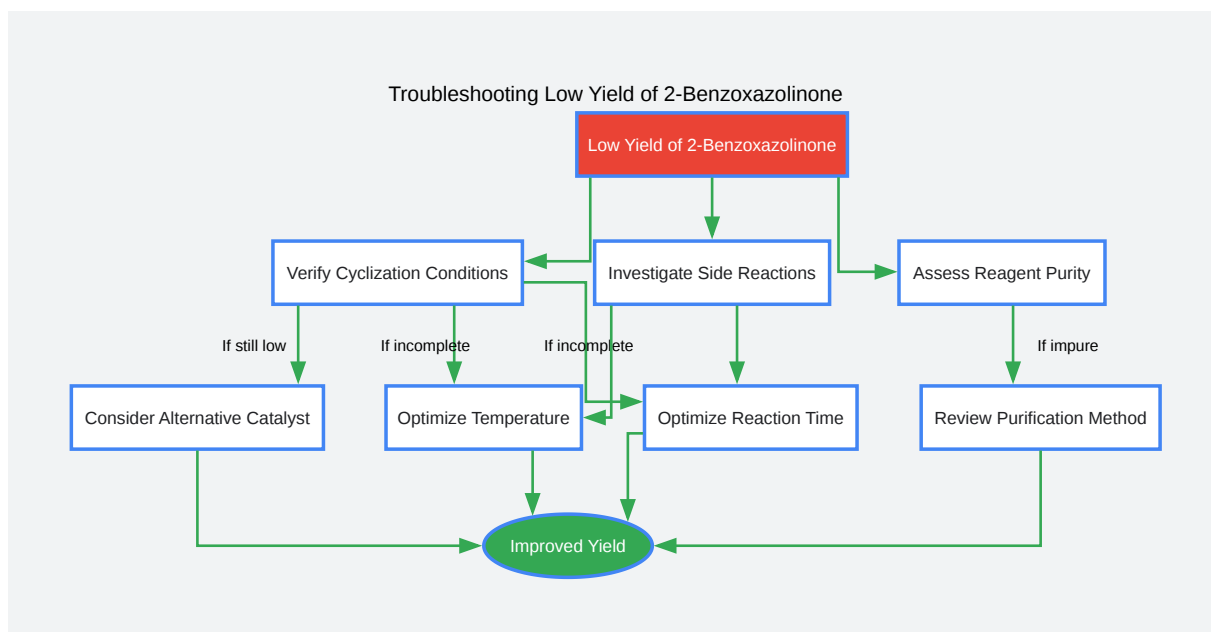 Troubleshooting Low Yield of 2-Benzoxazolinone
Low Yield of 2-Benzoxazolinone
Verify Cyclization Conditions
Investigate Side Reactions
Assess Reagent Purity
If still low
If incomplete
If incomplete
If impure
Consider Alternative Catalyst
Optimize Temperature
Optimize Reaction Time
Review Purification Method
Improved Yield